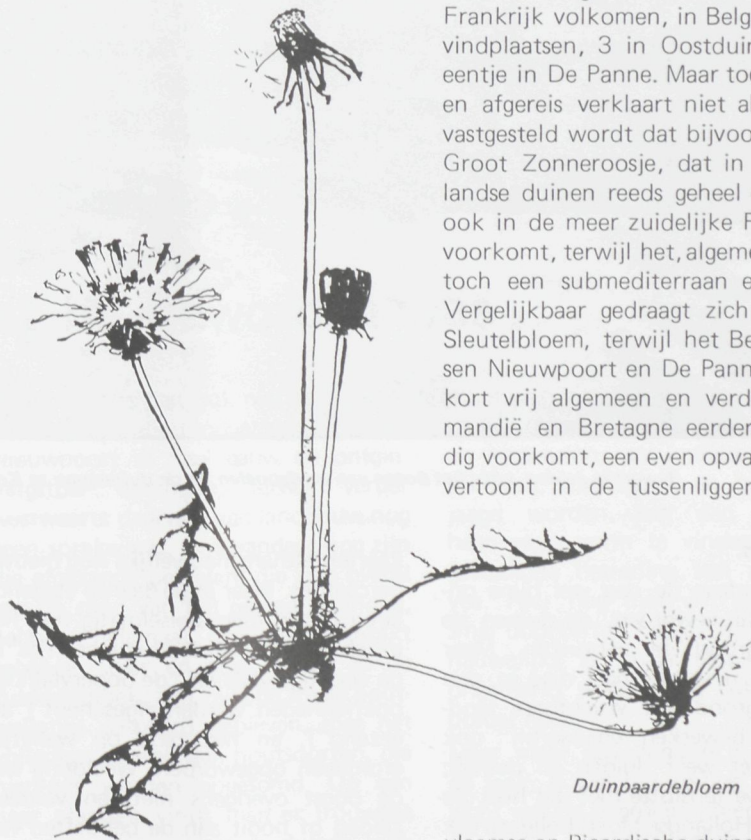 Frankrijk volkomen, in Belg
vindplaatsen, 3 in Oostduin
eentje in De Panne. Maar too
en afgereis verklaart niet al
vastgesteld wordt dat bijvoo
Groot Zonneroosje, dat in
landse duinen reeds geheel
ook in de meer zuidelijke F
voorkomt, terwijl het, algeme
toch een submediterraan e
Vergelijkbaar gedraagt zich
Sleutelbloem, terwijl het Be
sen Nieuwpoort en De Pann
kort vrij algemeen en verd
mandië en Bretagne eerder
dig voorkomt, een even opva
vertoont in de tussenligger
Duinpaardebloem